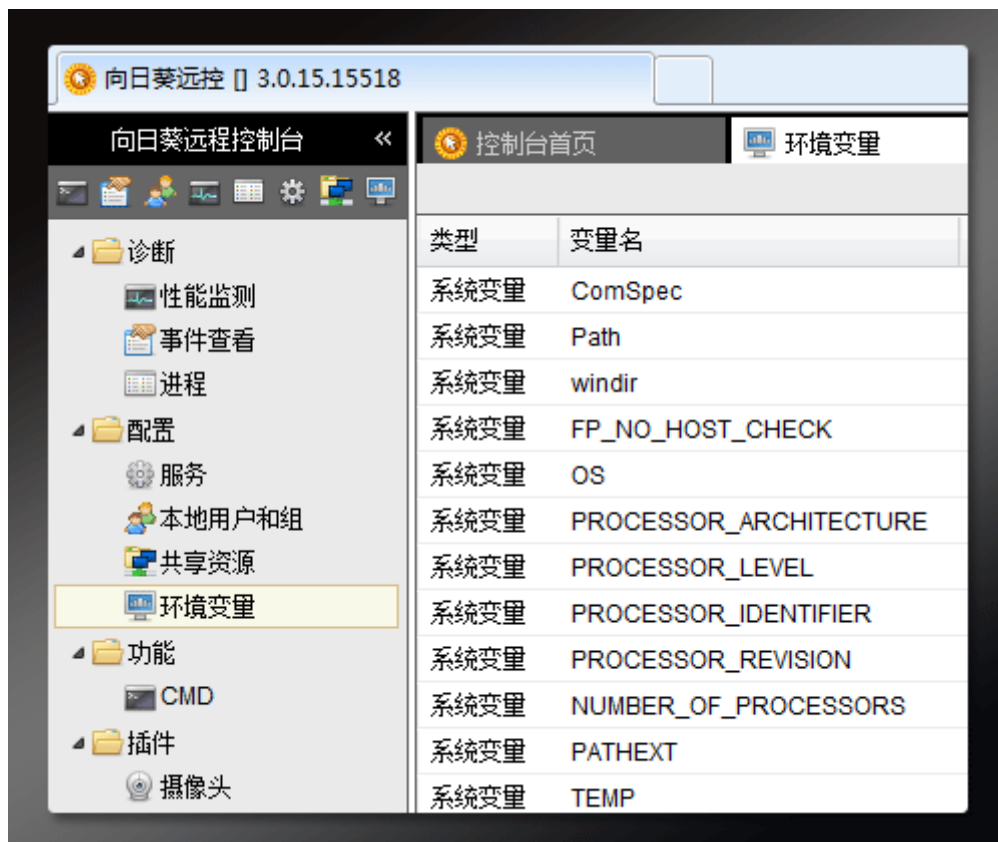 向日葵远控 [] 3.0.15.15518
向日葵远程控制台 «
控制台首页
环境变量
诊断
性能监测
事件查看
进程
配置
服务
本地用户和组
共享资源
环境变量
功能
CMD
插件
摄像头
类型 变量名
系统变量 ComSpec
系统变量 Path
系统变量 windir
系统变量 FP_NO_HOST_CHECK
系统变量 OS
系统变量 PROCESSOR_ARCHITECTURE
系统变量 PROCESSOR_LEVEL
系统变量 PROCESSOR_IDENTIFIER
系统变量 PROCESSOR_REVISION
系统变量 NUMBER_OF_PROCESSORS
系统变量 PATHEXT
系统变量 TEMP